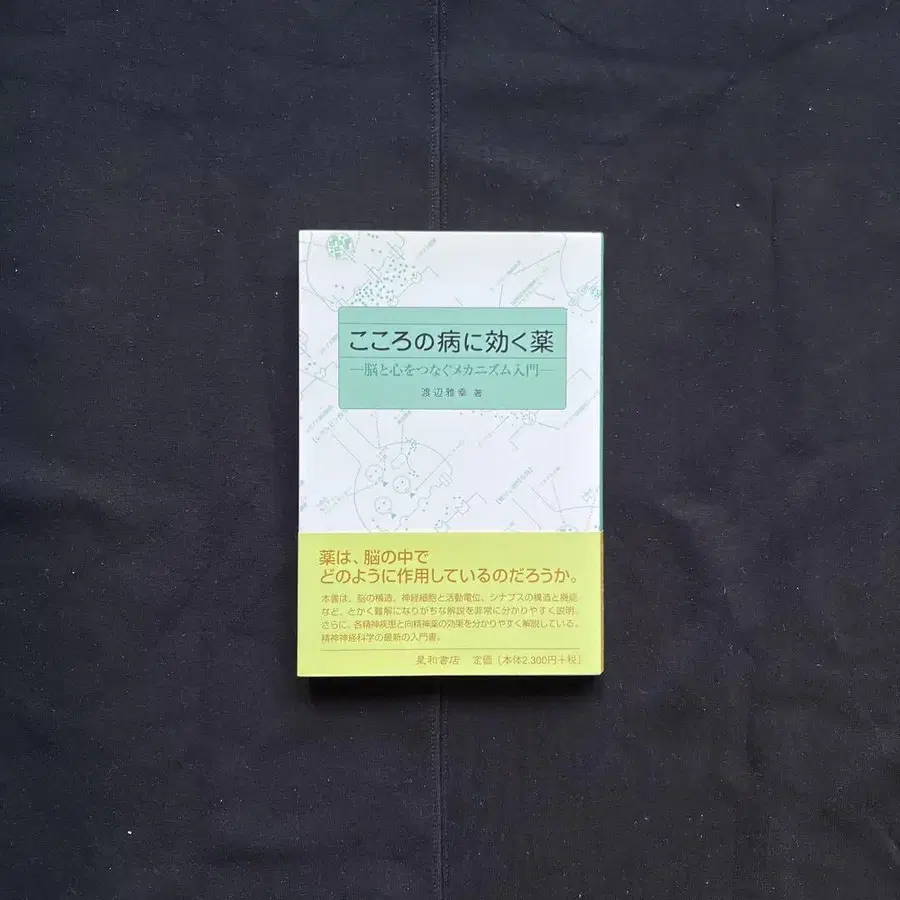 こころの病に効く薬
―脳と心をつなぐメカニズム入門―
渡辺雅幸 著
薬は、脳の中で
どのように作用しているのだろうか。
本書は、脳の構造、神経細胞と活動電位、シナプスの構造と機能
など、とかく難解になりがちな解説を非常に分かりやすく説明。
さらに、各精神疾患と向精神薬の効果を分かりやすく解説している。
精神神経科学の最新の入門書。
星和書店 定価［本体2,300円＋税］